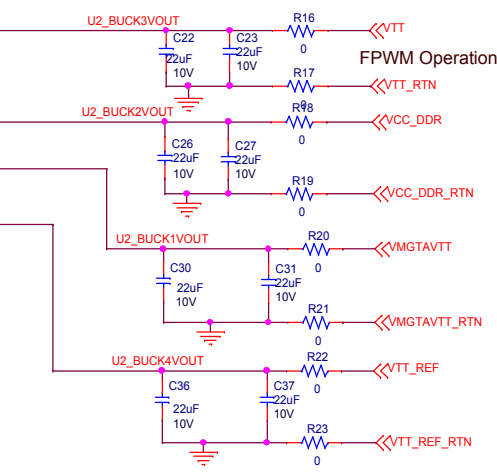 U2_BUCK3VOUT
R16
VTT
C22
C23
0
22uF
22uF
FPWM Operation
10V
10V
R17
VTT_RTN
0
U2_BUCK2VOUT
R18
VCC_DDR
0
C26
C27
22uF
22uF
10V
10V
R19
VCC_DDR_RTN
0
U2_BUCK1VOUT
R20
VMGTAVTT
0
C30
C31
22uF
22uF
10V
10V
R21
VMGTAVTT_RTN
0
U2_BUCK4VOUT
R22
VTT_REF
0
C36
C37
22uF
22uF
10V
10V
R23
VTT_REF_RTN
0